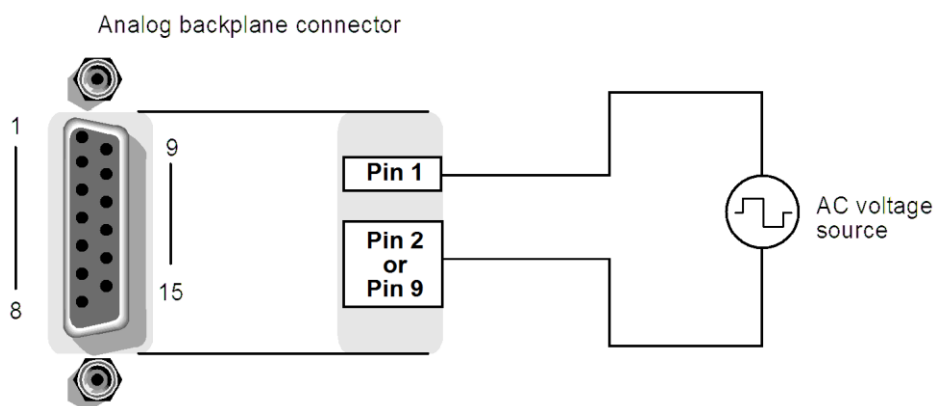 Analog backplane connector
1
9
8
15
Pin 1
Pin 2
or
Pin 9
AC voltage
source